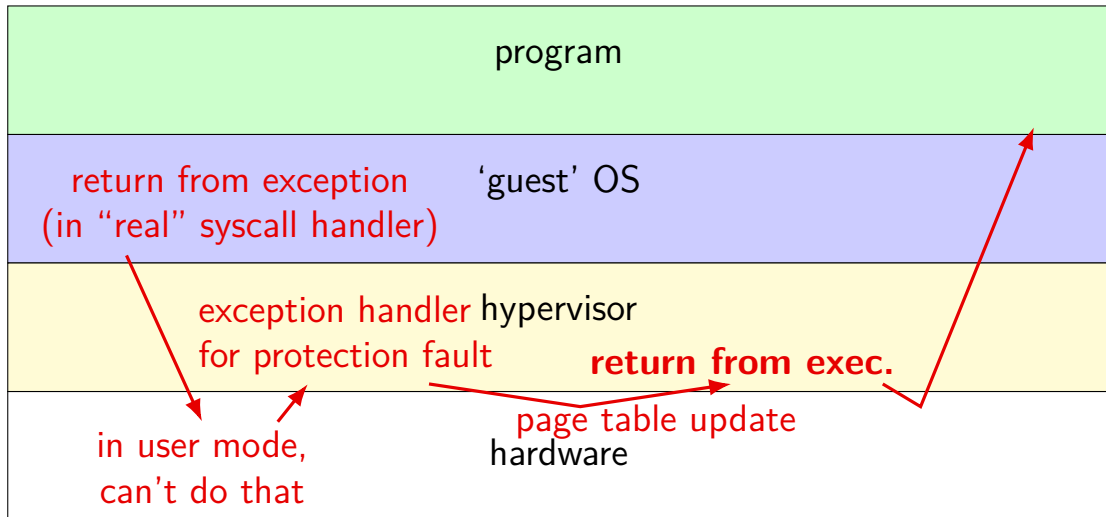 program
return from exception
(in “real” syscall handler)
‘guest’ OS
exception handler
for protection fault
hypervisor
return from exec.
page table update
hardware
in user mode,
can't do that